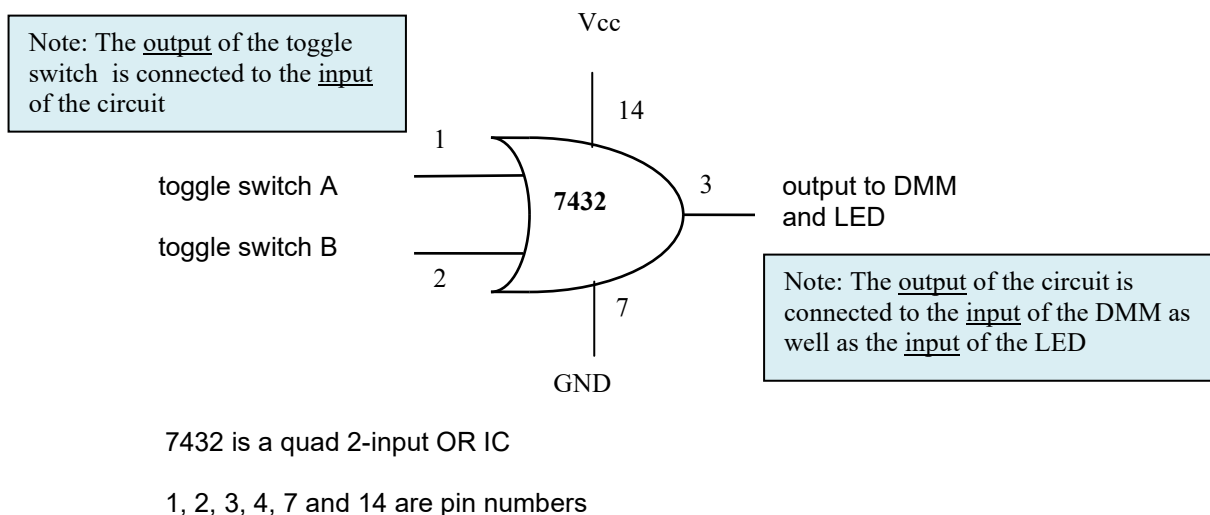 Vcc
Note: The output of the toggle
switch is connected to the input
of the circuit
14
1
toggle switch A
7432
3
output to DMM
and LED
toggle switch B
2
7
Note: The output of the circuit is
connected to the input of the DMM as
well as the input of the LED
GND
7432 is a quad 2-input OR IC
1, 2, 3, 4, 7 and 14 are pin numbers